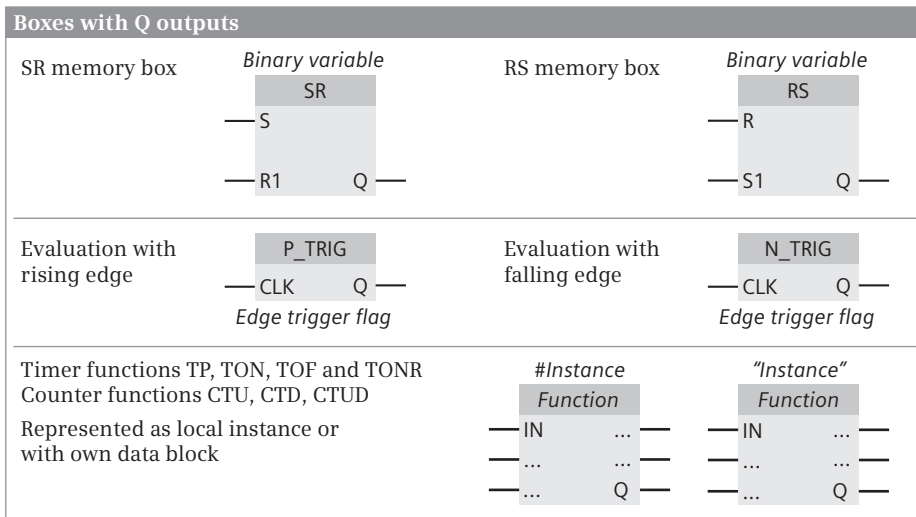 Boxes with Q outputs
SR memory box
Binary variable
SR
S
R1 Q
RS memory box
Binary variable
RS
R
S1 Q
Evaluation with
rising edge
P_TRIG
CLK Q
Edge trigger flag
Evaluation with
falling edge
N_TRIG
CLK Q
Edge trigger flag
Timer functions TP, TON, TOF and TONR
Counter functions CTU, CTD, CTUD
Represented as local instance or
with own data block
#Instance
Function
IN ...
... ...
... Q
“Instance”
Function
IN ...
... ...
... Q